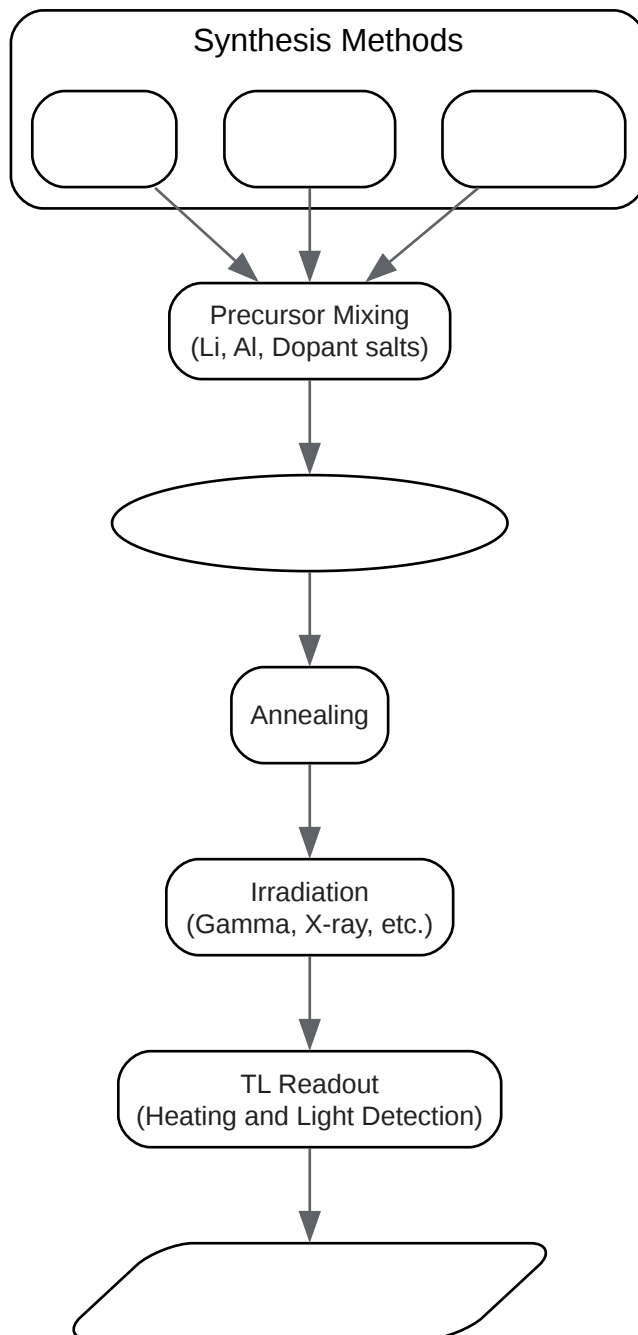 Synthesis Methods
Precursor Mixing
(Li, Al, Dopant salts)
Annealing
Irradiation
(Gamma, X-ray, etc.)
TL Readout
(Heating and Light Detection)